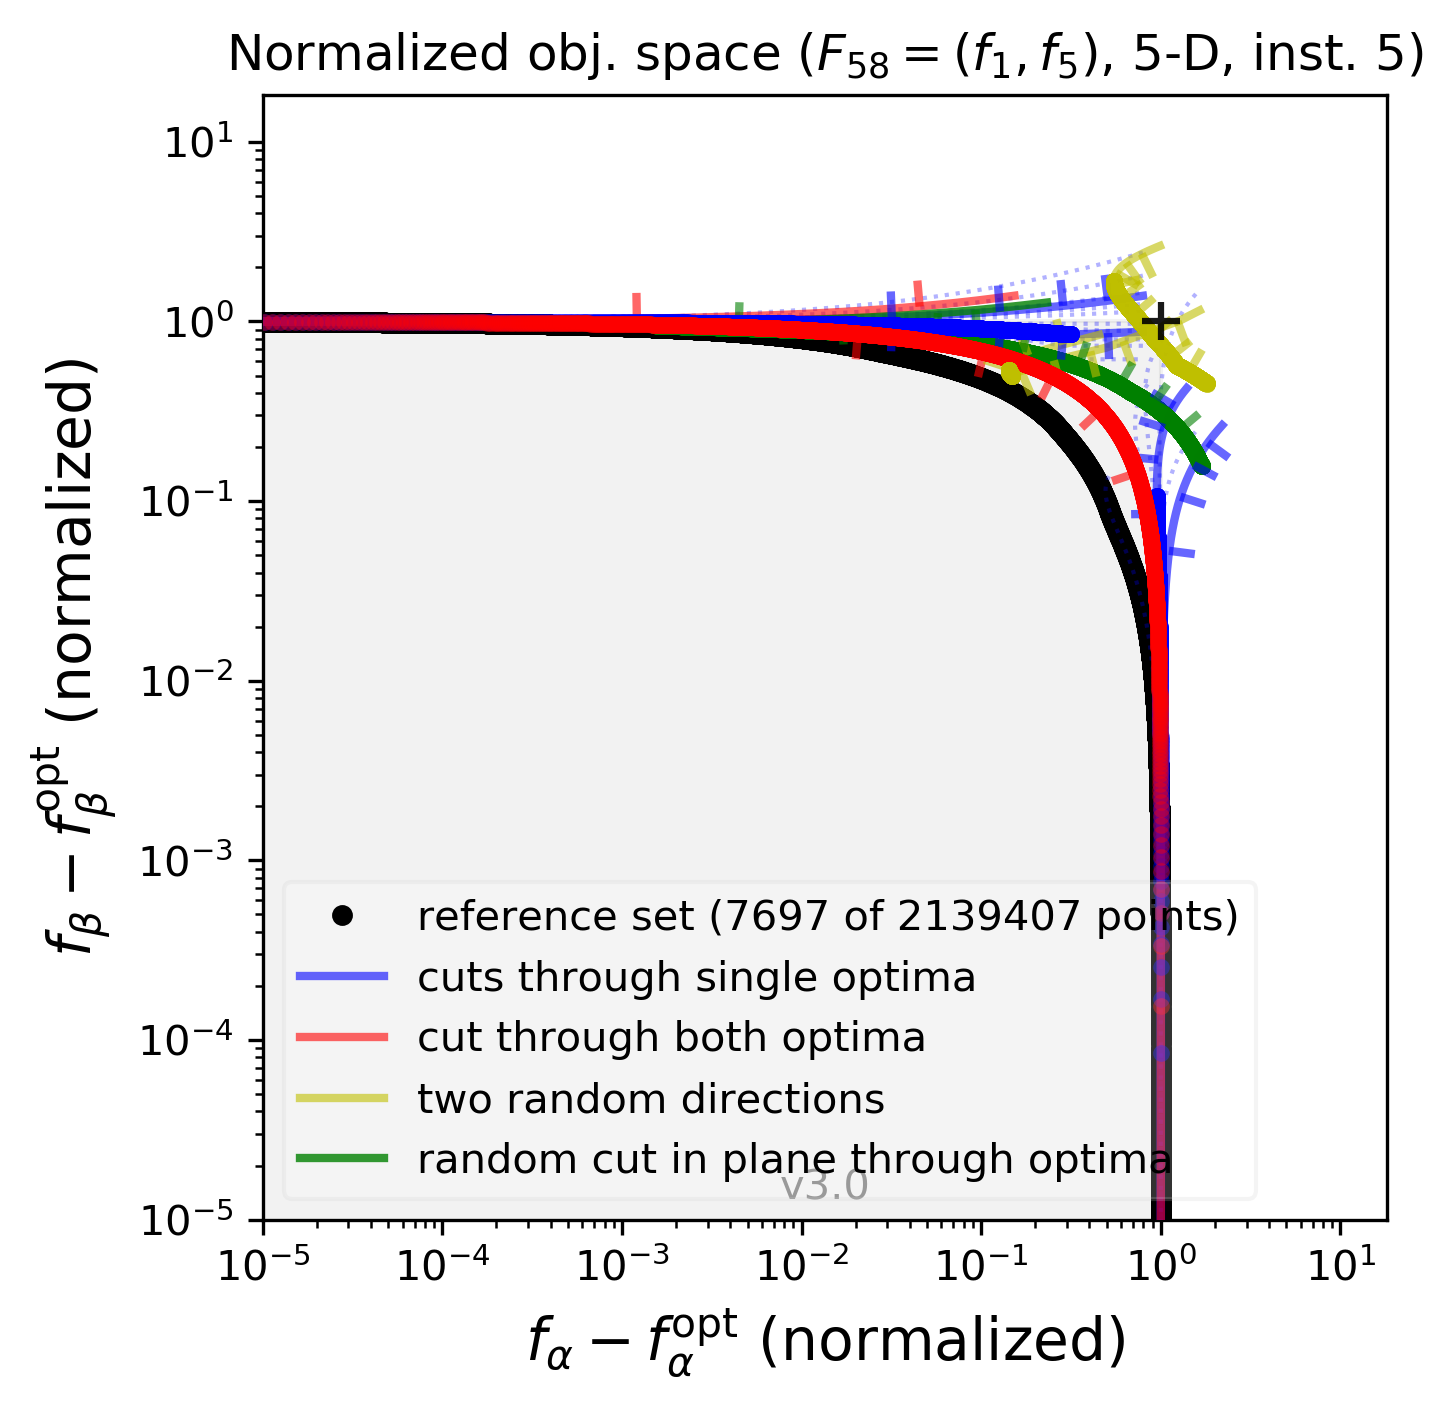 Normalized obj. space (F₅₈ = (f₁, f₅), 5-D, inst. 5)
f_β − f_β^opt (normalized)
10¹
10⁰
10⁻¹
10⁻²
10⁻³
10⁻⁴
10⁻⁵
reference set (7697 of 2139407 points)
cuts through single optima
cut through both optima
two random directions
random cut in plane through optima
v3.0
10⁻⁵ 10⁻⁴ 10⁻³ 10⁻² 10⁻¹ 10⁰ 10¹
f_α − f_α^opt (normalized)